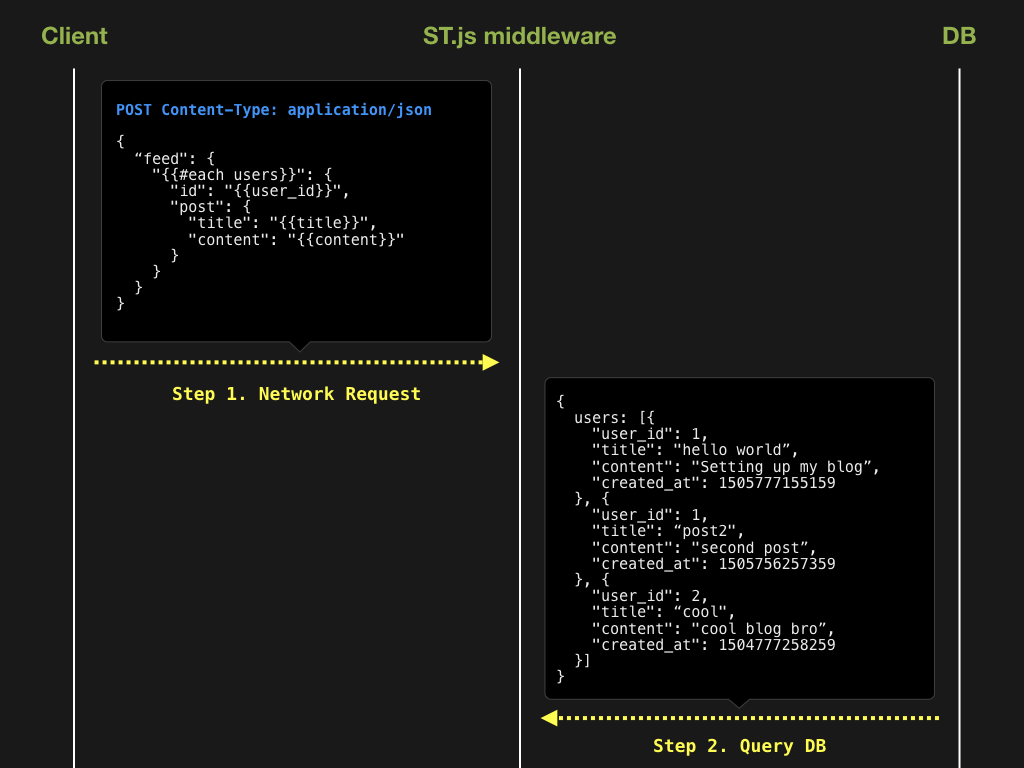 Client
ST.js middleware
DB
POST Content-Type: application/json
{
  “feed": {
    "{{#each users}}": {
      "id": "{{user_id}}",
      "post": {
        "title": "{{title}}",
        "content": "{{content}}"
      }
    }
  }
}
Step 1. Network Request
{
  users: [{
    "user_id": 1,
    "title": "hello world”,
    "content": “Setting up my blog”,
    "created_at": 1505777155159
  }, {
    "user_id": 1,
    "title": “post2",
    "content": "second post”,
    "created_at": 1505756257359
  }, {
    "user_id": 2,
    "title": “cool",
    "content": "cool blog bro”,
    "created_at": 1504777258259
  }]
}
Step 2. Query DB